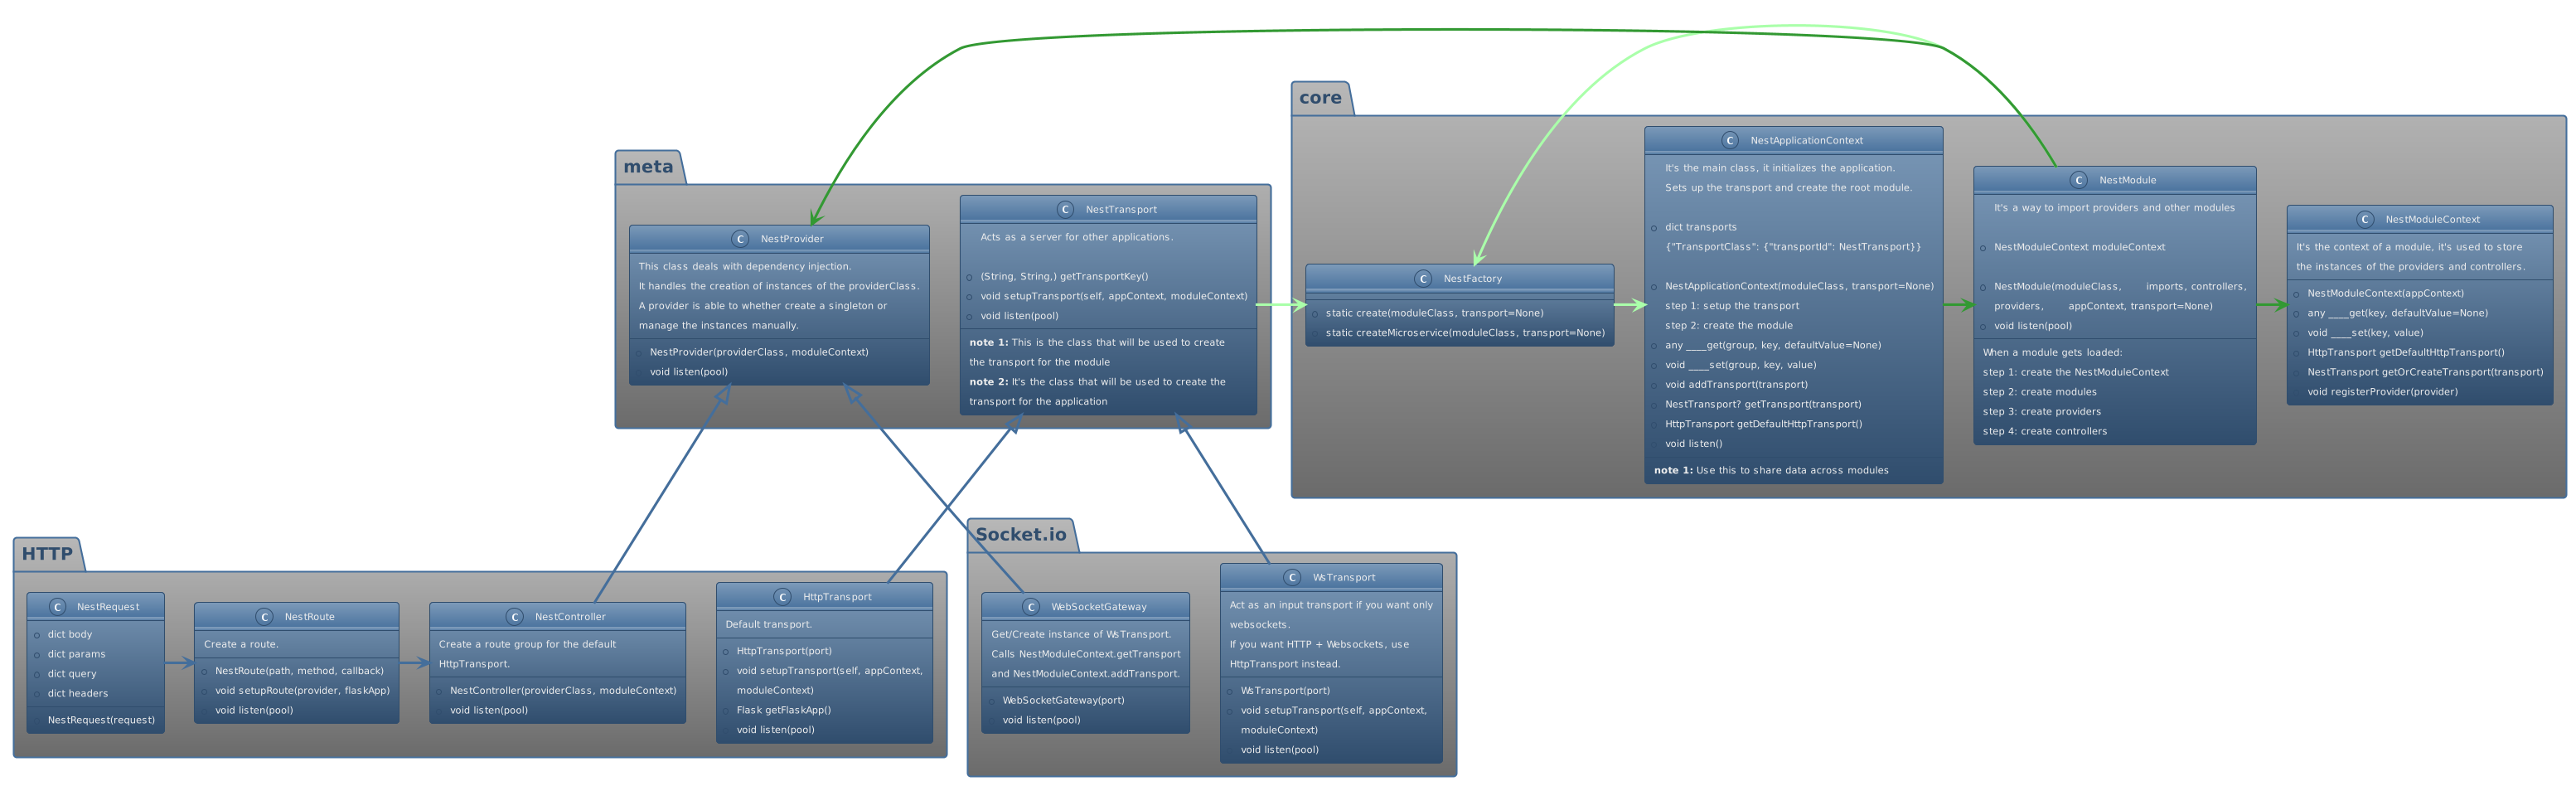 core
C NestApplicationContext
It's the main class, it initializes the application.
Sets up the transport and create the root module.
dict transports
{"TransportClass": {"transportId": NestTransport}}
NestApplicationContext(moduleClass, transport=None)
step 1: setup the transport
step 2: create the module
any ____get(group, key, defaultValue=None)
void ____set(group, key, value)
void addTransport(transport)
NestTransport? getTransport(transport)
HttpTransport getDefaultHttpTransport()
void listen()
note 1: Use this to share data across modules
C NestFactory
static create(moduleClass, transport=None)
static createMicroservice(moduleClass, transport=None)
C NestModule
It's a way to import providers and other modules
NestModuleContext moduleContext
NestModule(moduleClass, imports, controllers,
providers, appContext, transport=None)
void listen(pool)
When a module gets loaded:
step 1: create the NestModuleContext
step 2: create modules
step 3: create providers
step 4: create controllers
C NestModuleContext
It's the context of a module, it's used to store
the instances of the providers and controllers.
NestModuleContext(appContext)
any ____get(key, defaultValue=None)
void ____set(key, value)
HttpTransport getDefaultHttpTransport()
NestTransport getOrCreateTransport(transport)
void registerProvider(provider)
meta
C NestProvider
This class deals with dependency injection.
It handles the creation of instances of the providerClass.
A provider is able to whether create a singleton or
manage the instances manually.
NestProvider(providerClass, moduleContext)
void listen(pool)
C NestTransport
Acts as a server for other applications.
(String, String,) getTransportKey()
void setupTransport(self, appContext, moduleContext)
void listen(pool)
note 1: This is the class that will be used to create
the transport for the module
note 2: It's the class that will be used to create the
transport for the application
HTTP
C NestRequest
dict body
dict params
dict query
dict headers
NestRequest(request)
C NestRoute
Create a route.
NestRoute(path, method, callback)
void setupRoute(provider, flaskApp)
void listen(pool)
C NestController
Create a route group for the default
HttpTransport.
NestController(providerClass, moduleContext)
void listen(pool)
C HttpTransport
Default transport.
HttpTransport(port)
void setupTransport(self, appContext,
moduleContext)
Flask getFlaskApp()
void listen(pool)
Socket.io
C WebSocketGateway
Get/Create instance of WsTransport.
Calls NestModuleContext.getTransport
and NestModuleContext.addTransport.
WebSocketGateway(port)
void listen(pool)
C WsTransport
Act as an input transport if you want only
websockets.
If you want HTTP + Websockets, use
HttpTransport instead.
WsTransport(port)
void setupTransport(self, appContext,
moduleContext)
void listen(pool)